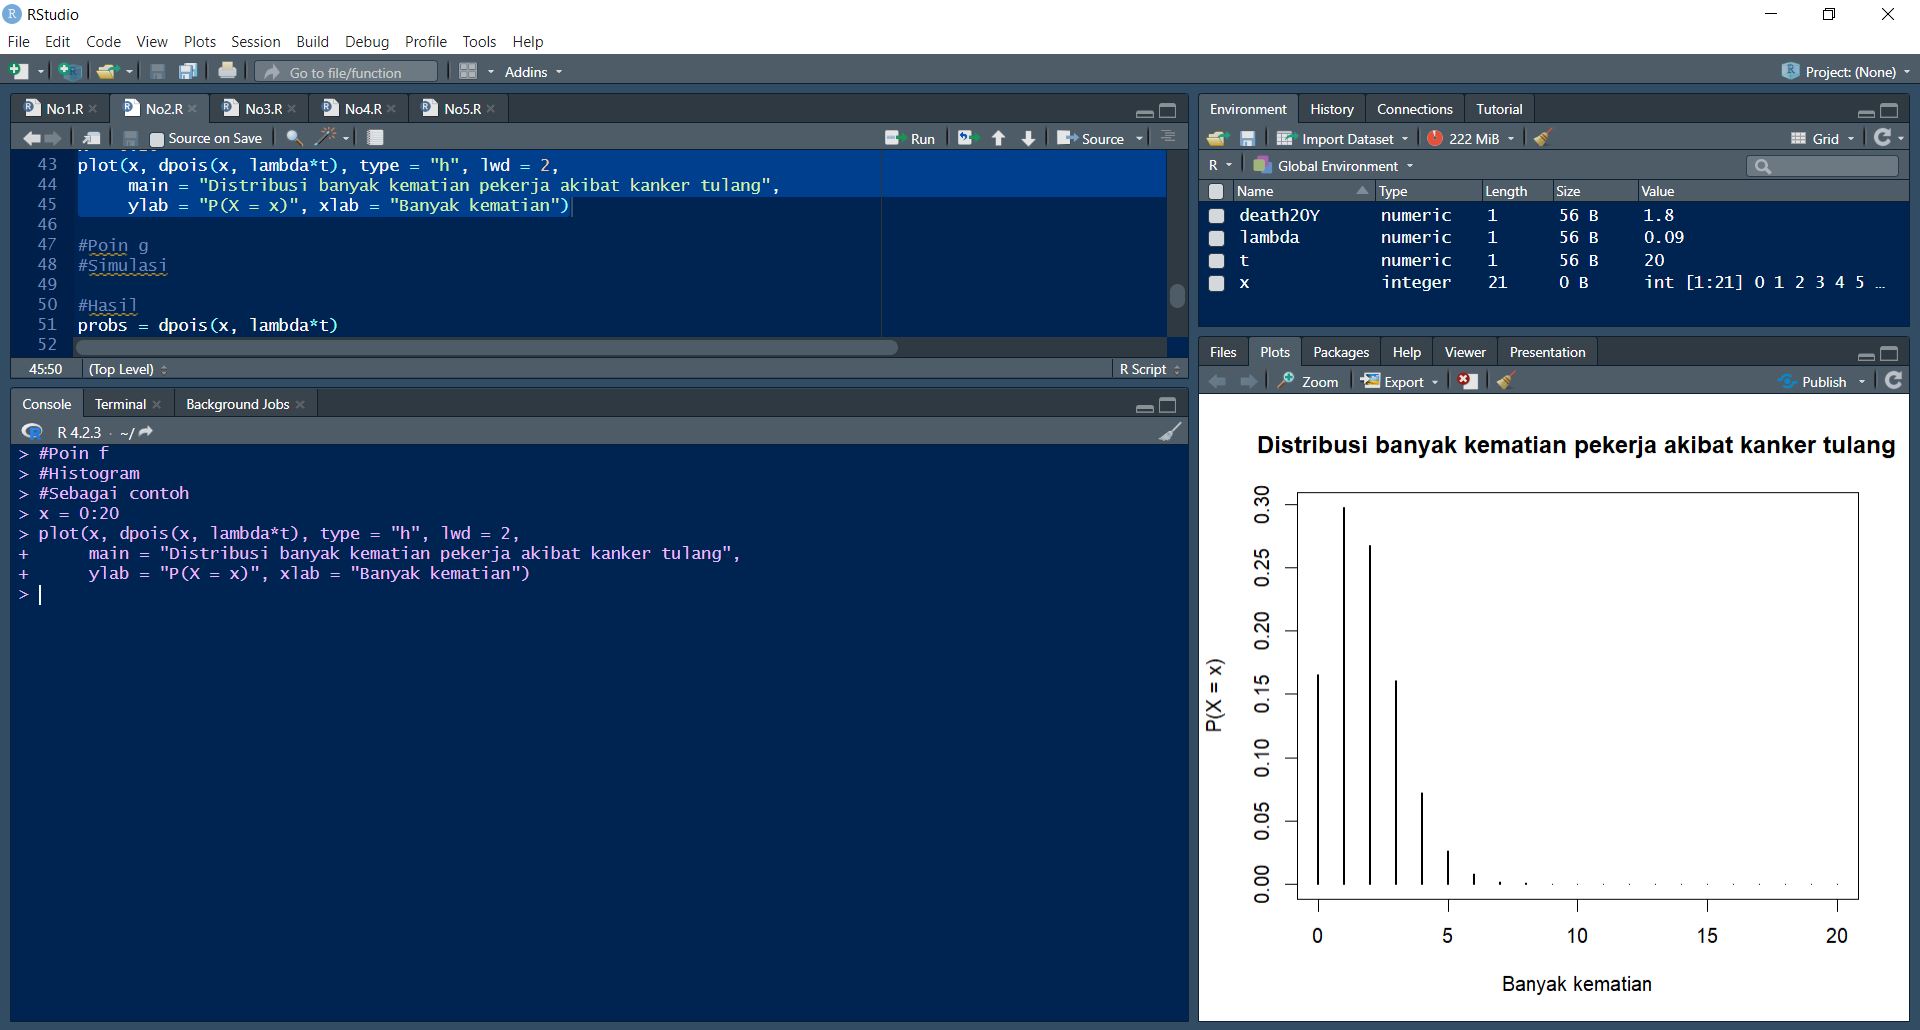 RStudio
File Edit Code View Plots Session Build Debug Profile Tools Help
Go to file/function Addins Project: (None)
No1.R No2.R No3.R No4.R No5.R
Source on Save Run Source
43 plot(x, dpois(x, lambda*t), type = "h", lwd = 2,
44 main = "Distribusi banyak kematian pekerja akibat kanker tulang",
45 ylab = "P(X = x)", xlab = "Banyak kematian")
46
47 #Poin g
48 #Simulasi
49
50 #Hasil
51 probs = dpois(x, lambda*t)
52
45:50 (Top Level) R Script
Console Terminal Background Jobs
R 4.2.3 · ~/
> #Poin f
> #Histogram
> #Sebagai contoh
> x = 0:20
> plot(x, dpois(x, lambda*t), type = "h", lwd = 2,
+ main = "Distribusi banyak kematian pekerja akibat kanker tulang",
+ ylab = "P(X = x)", xlab = "Banyak kematian")
>
Environment History Connections Tutorial
Import Dataset 222 MiB Grid
R Global Environment
Name Type Length Size Value
death20Y numeric 1 56 B 1.8
lambda numeric 1 56 B 0.09
t numeric 1 56 B 20
x integer 21 0 B int [1:21] 0 1 2 3 4 5 …
Files Plots Packages Help Viewer Presentation
Zoom Export Publish
Distribusi banyak kematian pekerja akibat kanker tulang
P(X = x)
0.30
0.25
0.20
0.15
0.10
0.05
0.00
0 5 10 15 20
Banyak kematian